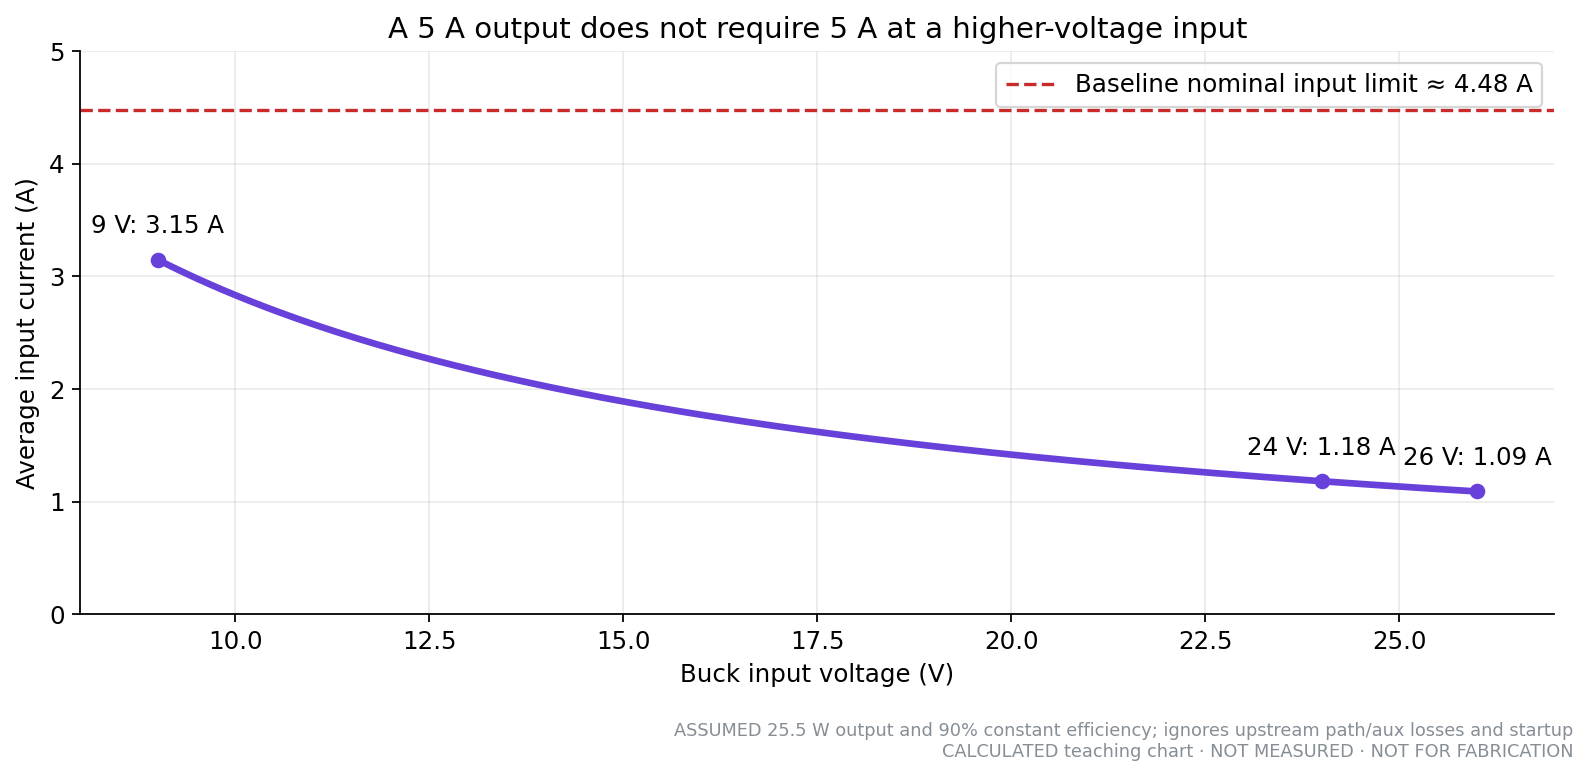 A 5 A output does not require 5 A at a higher-voltage input
Baseline nominal input limit ≈ 4.48 A
Average input current (A)
5
4
3
2
1
0
9 V: 3.15 A
24 V: 1.18 A
26 V: 1.09 A
10.0 12.5 15.0 17.5 20.0 22.5 25.0
Buck input voltage (V)
ASSUMED 25.5 W output and 90% constant efficiency; ignores upstream path/aux losses and startup
CALCULATED teaching chart · NOT MEASURED · NOT FOR FABRICATION